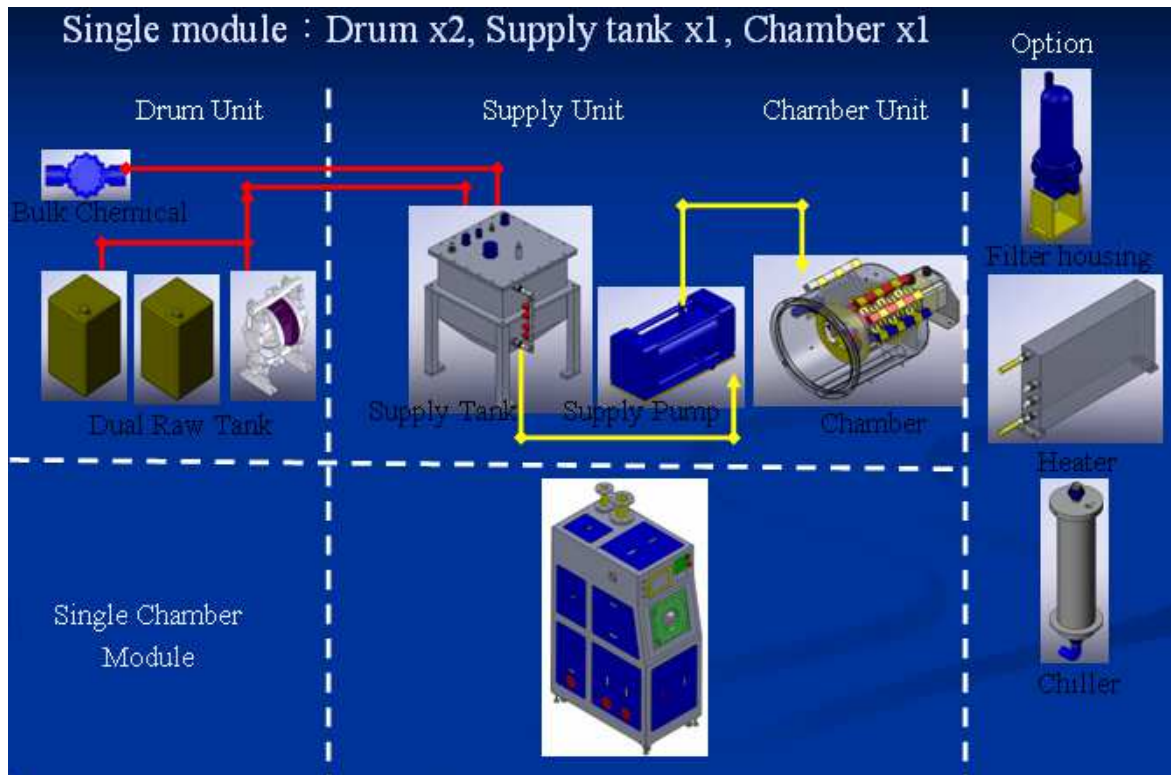 Single module : Drum x2, Supply tank x1, Chamber x1
Option
Drum Unit
Supply Unit
Chamber Unit
Bulk Chemical
Filter housing
Dual Raw Tank
Supply Tank
Supply Pump
Chamber
Heater
Single Chamber
Module
Chiller